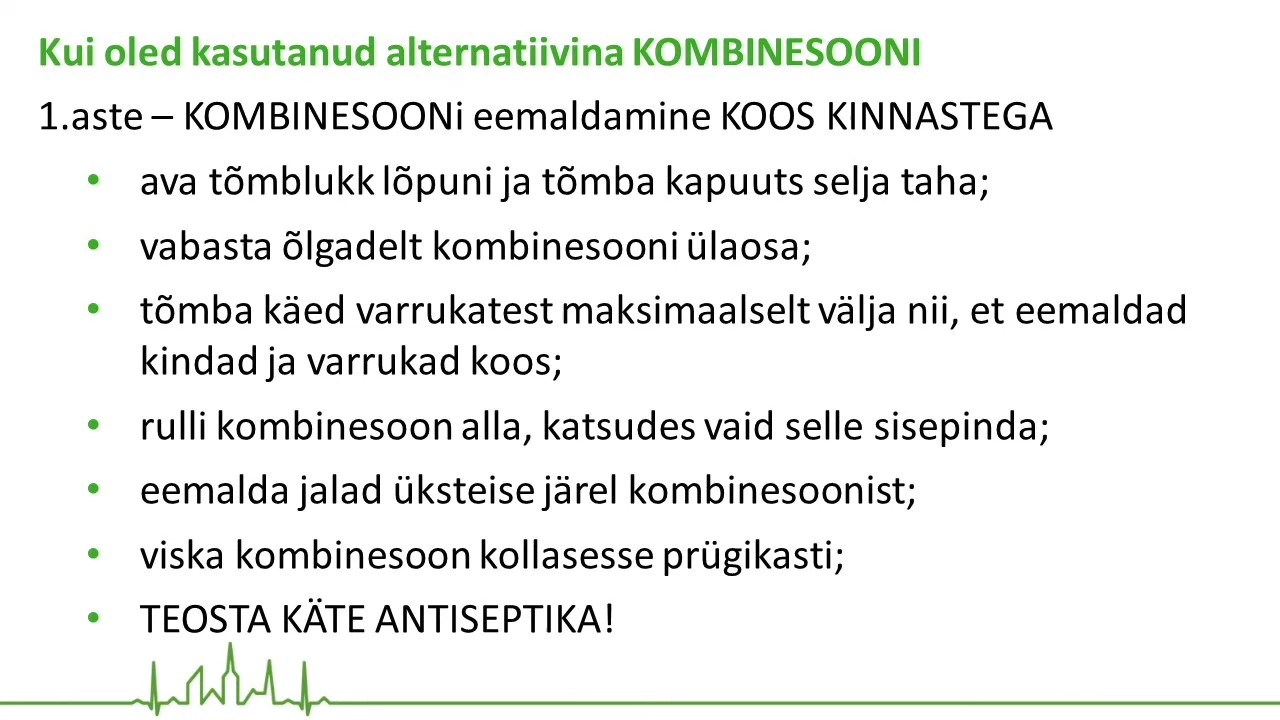 Kui oled kasutanud alternatiivina KOMBINESOONI
1.aste – KOMBINESOONi eemaldamine KOOS KINNASTEGA
• ava tõmblukk lõpuni ja tõmba kapuuts selja taha;
• vabasta õlgadelt kombinesooni ülaosa;
• tõmba käed varrukatest maksimaalselt välja nii, et eemaldad
kindad ja varrukad koos;
• rulli kombinesoon alla, katsudes vaid selle sisepinda;
• eemalda jalad üksteise järel kombinesoonist;
• viska kombinesoon kollasesse prügikasti;
• TEOSTA KÄTE ANTISEPTIKA!